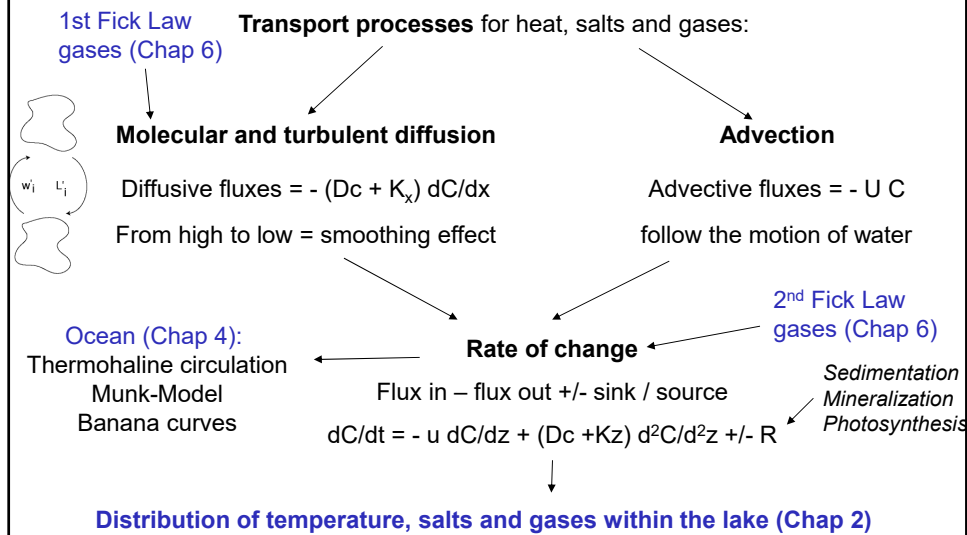 1st Fick Law
gases (Chap 6)
Transport processes for heat, salts and gases:
Molecular and turbulent diffusion
Advection
w'i L'i
Diffusive fluxes = - (Dc + Kx) dC/dx
Advective fluxes = - U C
From high to low = smoothing effect
follow the motion of water
2nd Fick Law
gases (Chap 6)
Ocean (Chap 4):
Thermohaline circulation
Munk-Model
Banana curves
Rate of change
Flux in – flux out +/- sink / source
dC/dt = - u dC/dz + (Dc +Kz) d²C/d²z +/- R
Sedimentation
Mineralization
Photosynthesis
Distribution of temperature, salts and gases within the lake (Chap 2)